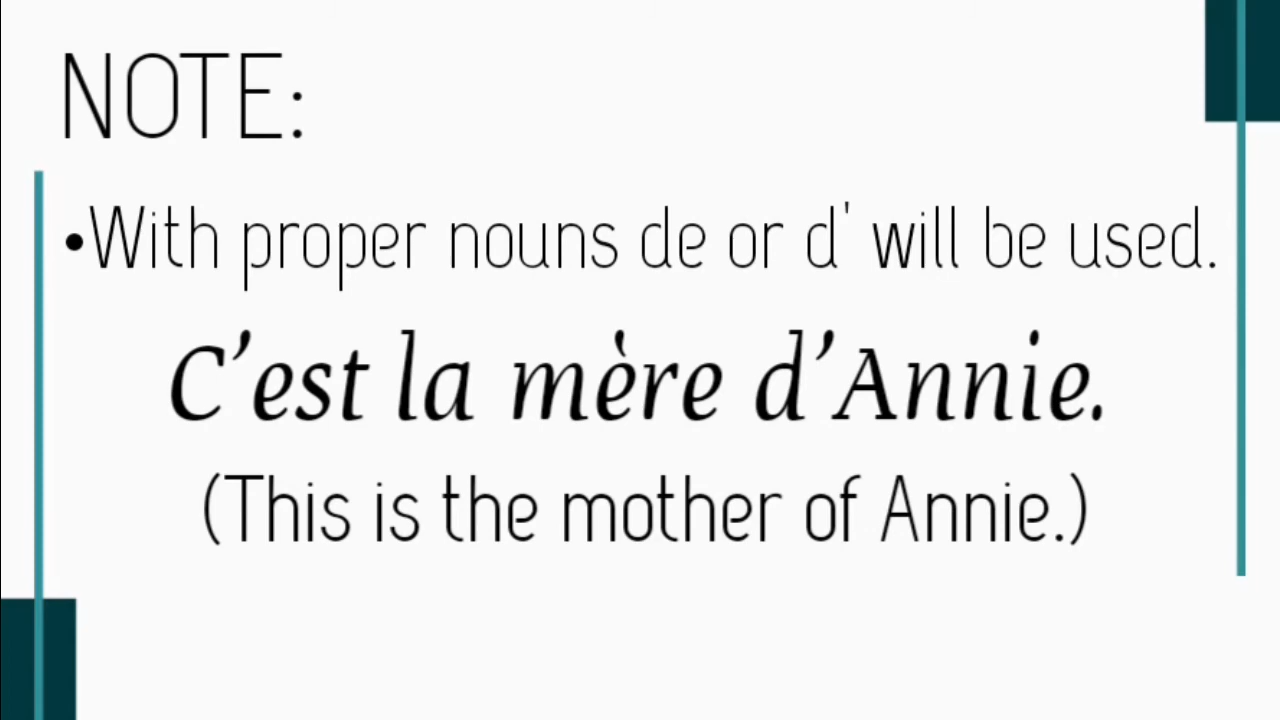 NOTE:
•With proper nouns de or d' will be used.
C’est la mère d’Annie.
(This is the mother of Annie.)